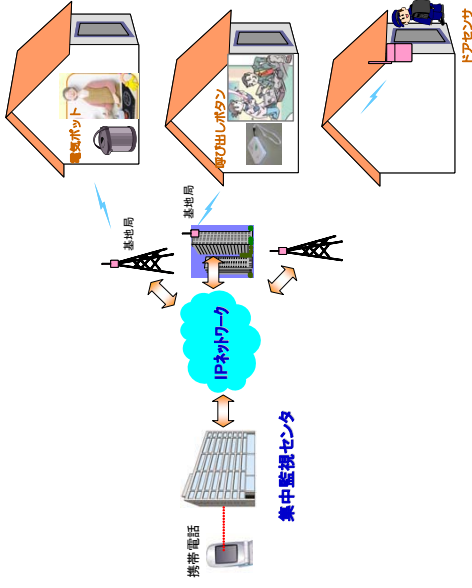 電気ポット
呼び出しボタン
ドアセンサ
基地局
基地局
IPネットワーク
集中監視センタ
携帯電話